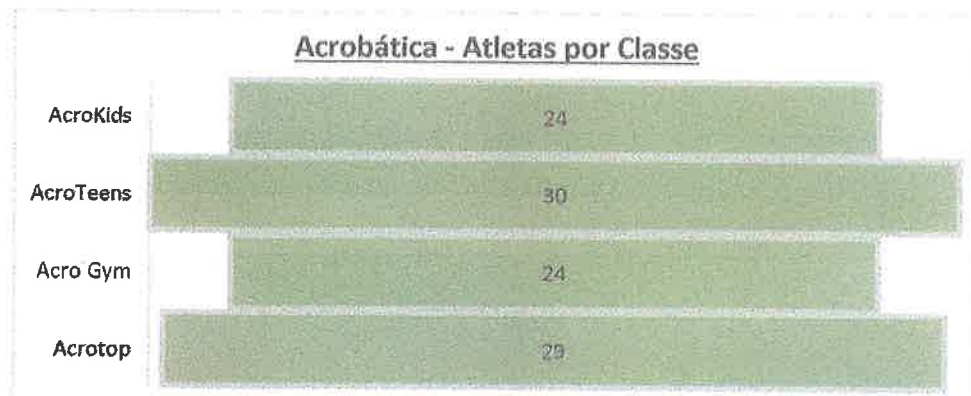 Acrobática - Atletas por Classe
AcroKids
24
AcroTeens
30
Acro Gym
24
Acrotop
29